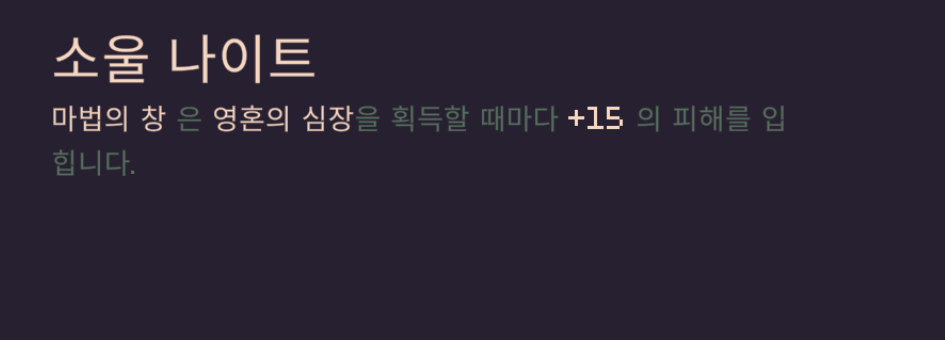 소울 나이트
마법의 창 은 영혼의 심장을 획득할 때마다 +15 의 피해를 입
힙니다.